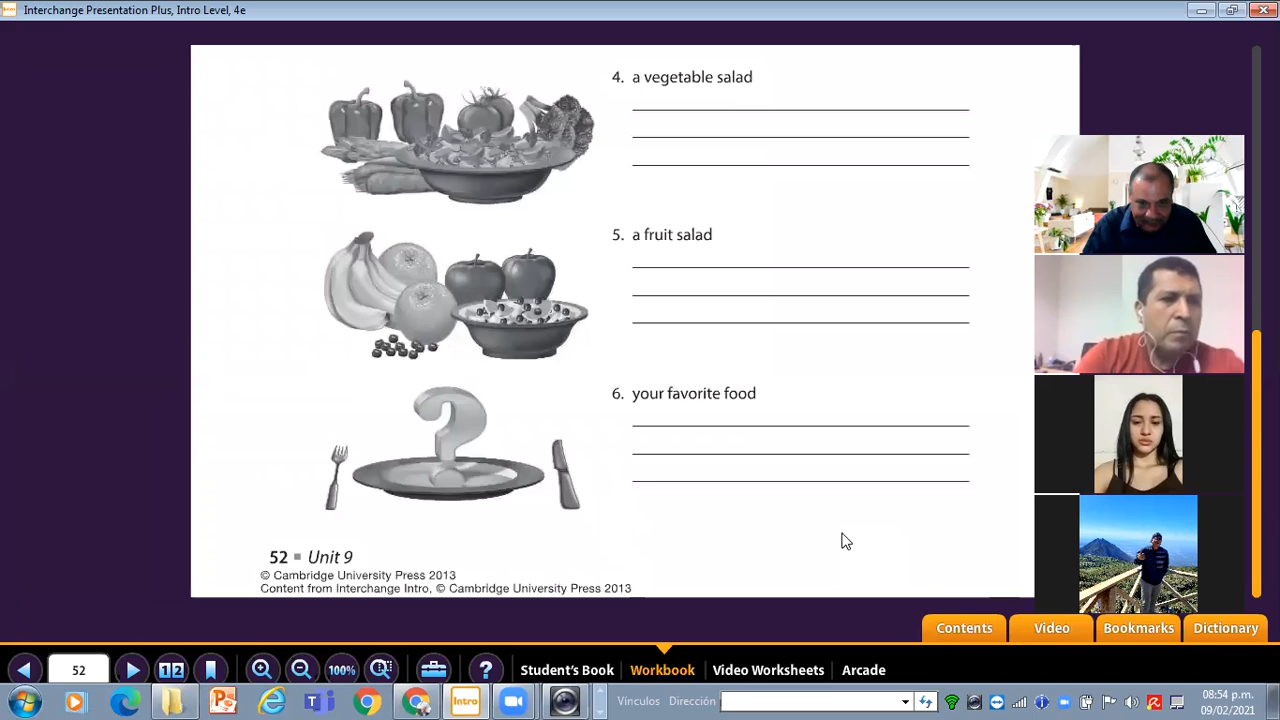 Interchange Presentation Plus, Intro Level, 4e
4. a vegetable salad
5. a fruit salad
6. your favorite food
52 ■ Unit 9
© Cambridge University Press 2013
Content from Interchange Intro, © Cambridge University Press 2013
Contents Video Bookmarks Dictionary
52 12 100% Student's Book Workbook Video Worksheets Arcade
Intro Vínculos Dirección 08:54 p.m.
09/02/2021